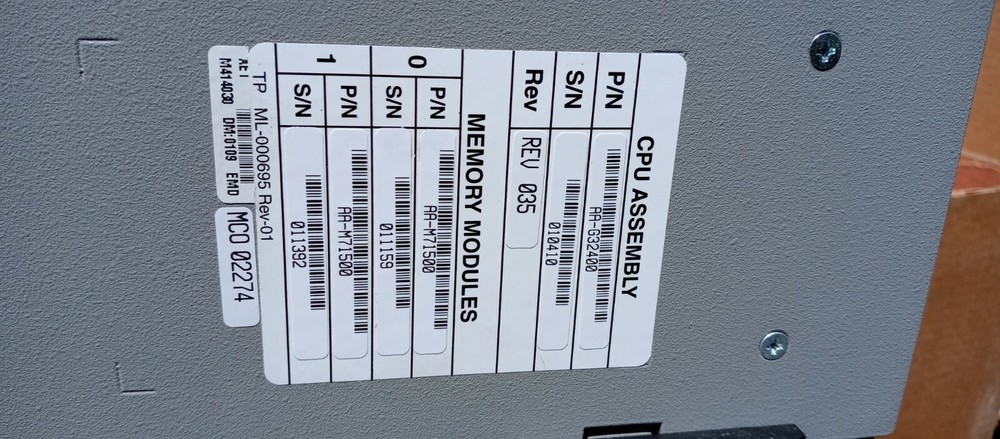 CPU ASSEMBLY
P/N AA-G32400
S/N 010410
Rev REV 035
MEMORY MODULES
0 P/N AA-M71500
S/N 011159
1 P/N AA-M71500
S/N 011392
TP ML-000695 Rev-01
M414030 DM:0109 EMD
MCO 02274